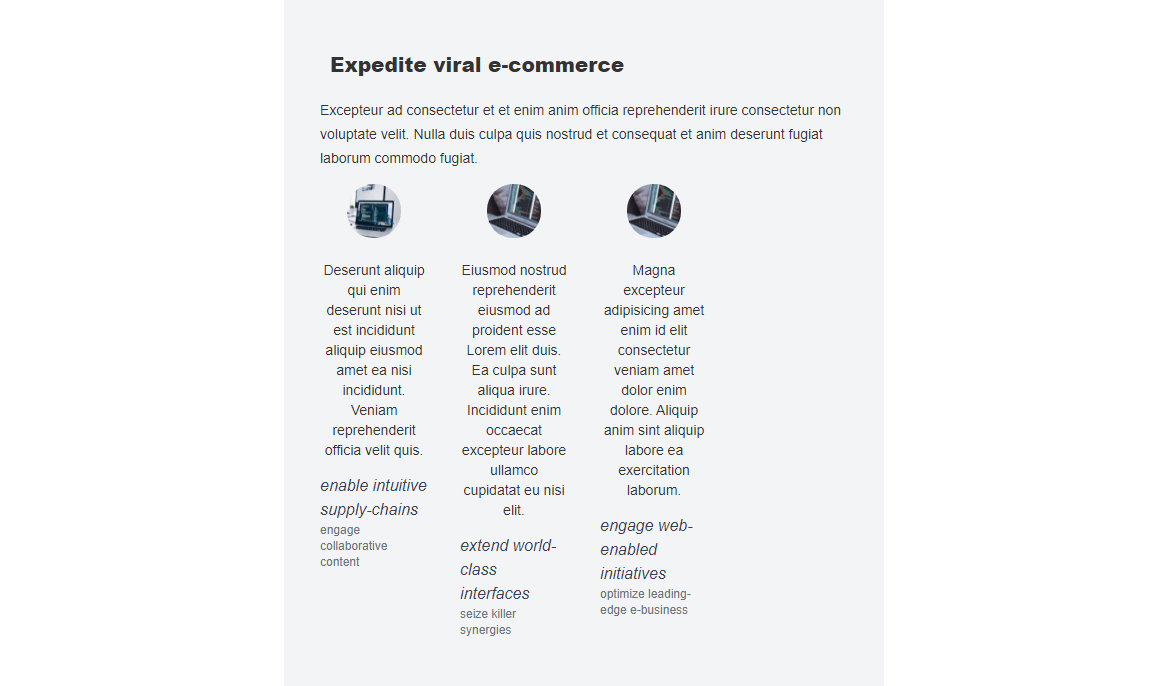 Expedite viral e-commerce
Excepteur ad consectetur et et enim anim officia reprehenderit irure consectetur non
voluptate velit. Nulla duis culpa quis nostrud et consequat et anim deserunt fugiat
laborum commodo fugiat.
Deserunt aliquip
qui enim
deserunt nisi ut
est incididunt
aliquip eiusmod
amet ea nisi
incididunt.
Veniam
reprehenderit
officia velit quis.
enable intuitive
supply-chains
engage
collaborative
content
Eiusmod nostrud
reprehenderit
eiusmod ad
proident esse
Lorem elit duis.
Ea culpa sunt
aliqua irure.
Incididunt enim
occaecat
excepteur labore
ullamco
cupidatat eu nisi
elit.
extend world-
class
interfaces
seize killer
synergies
Magna
excepteur
adipisicing amet
enim id elit
consectetur
veniam amet
dolor enim
dolore. Aliquip
anim sint aliquip
labore ea
exercitation
laborum.
engage web-
enabled
initiatives
optimize leading-
edge e-business